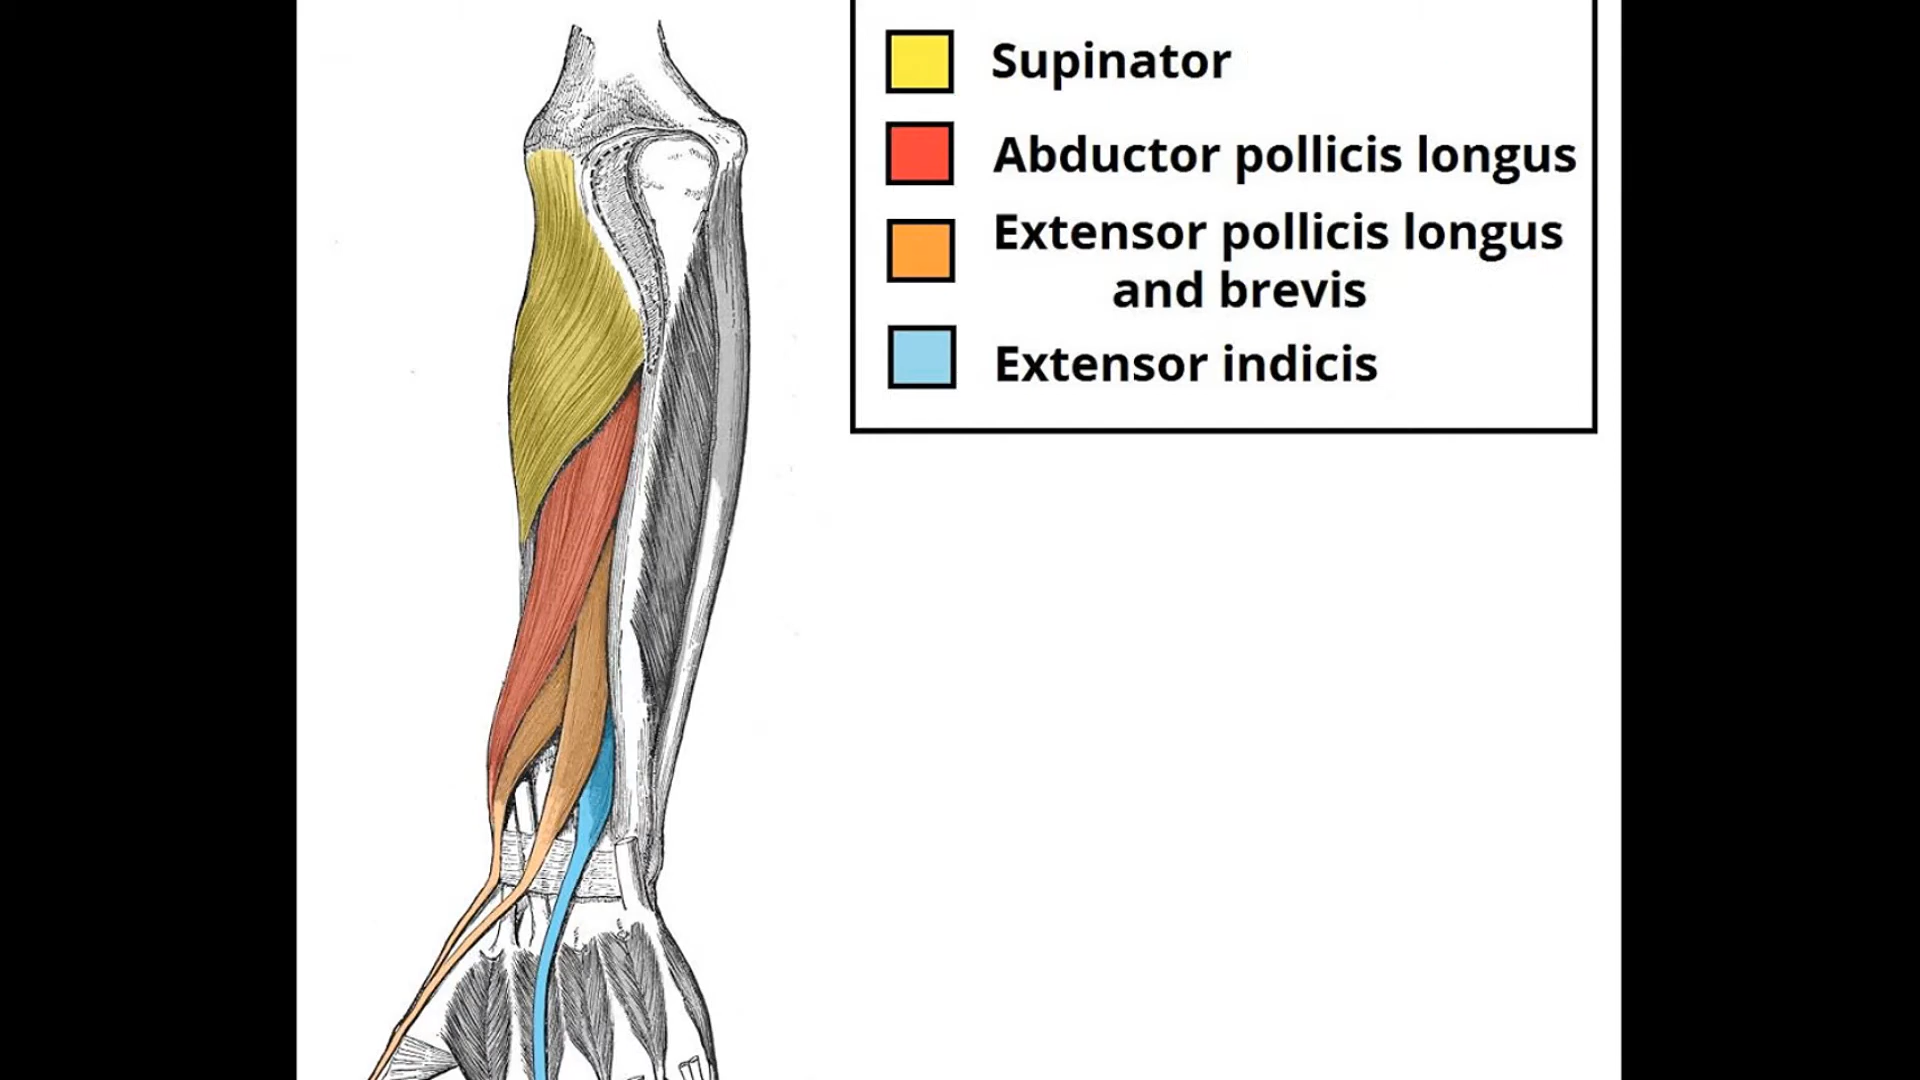 Supinator
Abductor pollicis longus
Extensor pollicis longus
and brevis
Extensor indicis